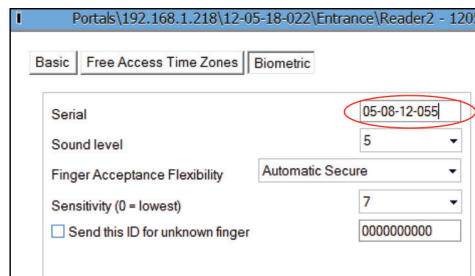 Portals\192.168.1.218\12-05-18-022\Entrance\Reader2 - 120
Basic Free Access Time Zones Biometric
Serial 05-08-12-055
Sound level 5
Finger Acceptance Flexibility Automatic Secure
Sensitivity (0 = lowest) 7
Send this ID for unknown finger 0000000000